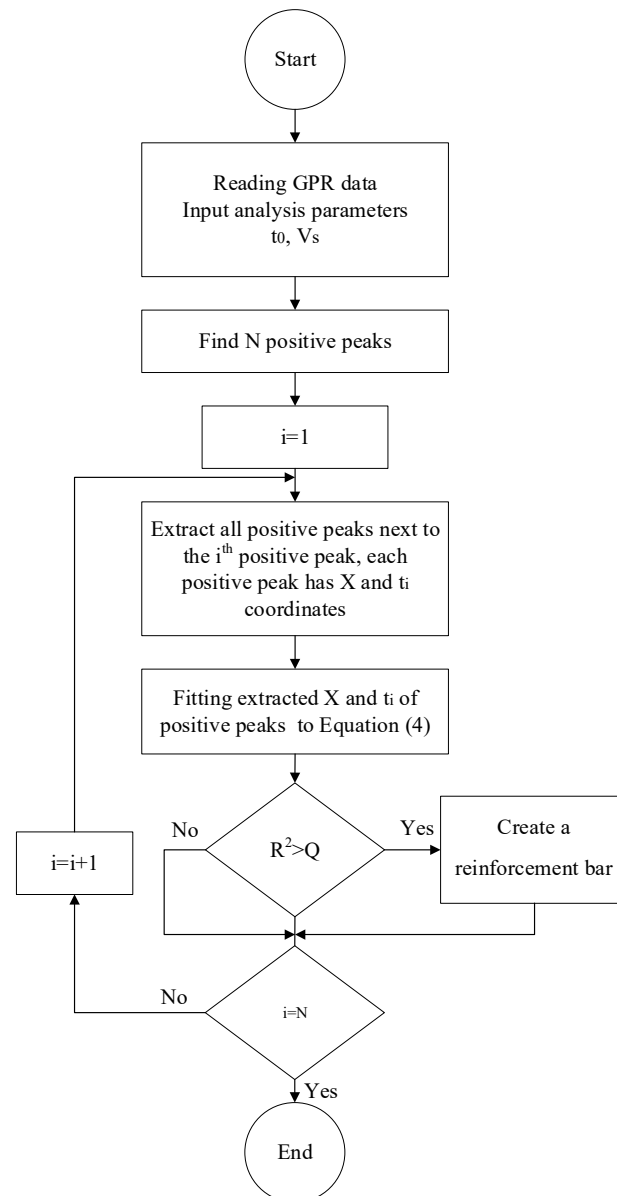 Start
Reading GPR data
Input analysis parameters
t0, Vs
Find N positive peaks
i=1
Extract all positive peaks next to
the ith positive peak, each
positive peak has X and ti
coordinates
Fitting extracted X and ti of
positive peaks to Equation (4)
No
R2>Q
Yes
Create a
reinforcement bar
i=i+1
No
i=N
Yes
End